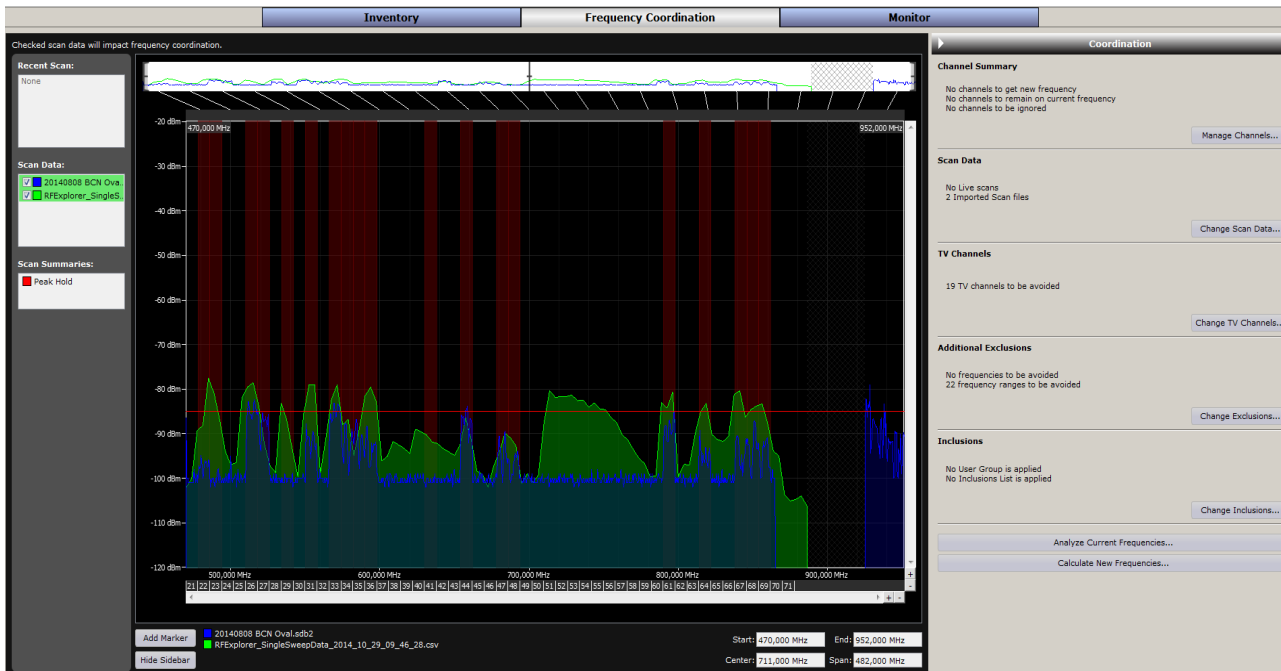 Inventory
Frequency Coordination
Monitor
Checked scan data will impact frequency coordination.
Recent Scan:
None
Scan Data:
20140808 BCN Ova..
RFExplorer_SingleS..
Scan Summaries:
Peak Hold
470,000 MHz
952,000 MHz
-20 dBm
-30 dBm
-40 dBm
-50 dBm
-60 dBm
-70 dBm
-80 dBm
-90 dBm
-100 dBm
-110 dBm
-120 dBm
500,000 MHz
600,000 MHz
700,000 MHz
800,000 MHz
900,000 MHz
21 22 23 24 25 26 27 28 29 30 31 32 33 34 35 36 37 38 39 40 41 42 43 44 45 46 47 48 49 50 51 52 53 54 55 56 57 58 59 60 61 62 63 64 65 66 67 68 69 70 71
+
-
+ -
Add Marker
20140808 BCN Oval.sdb2
RFExplorer_SingleSweepData_2014_10_29_09_46_28.csv
Hide Sidebar
Start: 470,000 MHz End: 952,000 MHz
Center: 711,000 MHz Span: 482,000 MHz
Coordination
Channel Summary
No channels to get new frequency
No channels to remain on current frequency
No channels to be ignored
Manage Channels...
Scan Data
No Live scans
2 Imported Scan files
Change Scan Data...
TV Channels
19 TV channels to be avoided
Change TV Channels...
Additional Exclusions
No frequencies to be avoided
22 frequency ranges to be avoided
Change Exclusions...
Inclusions
No User Group is applied
No Inclusions List is applied
Change Inclusions...
Analyze Current Frequencies...
Calculate New Frequencies...